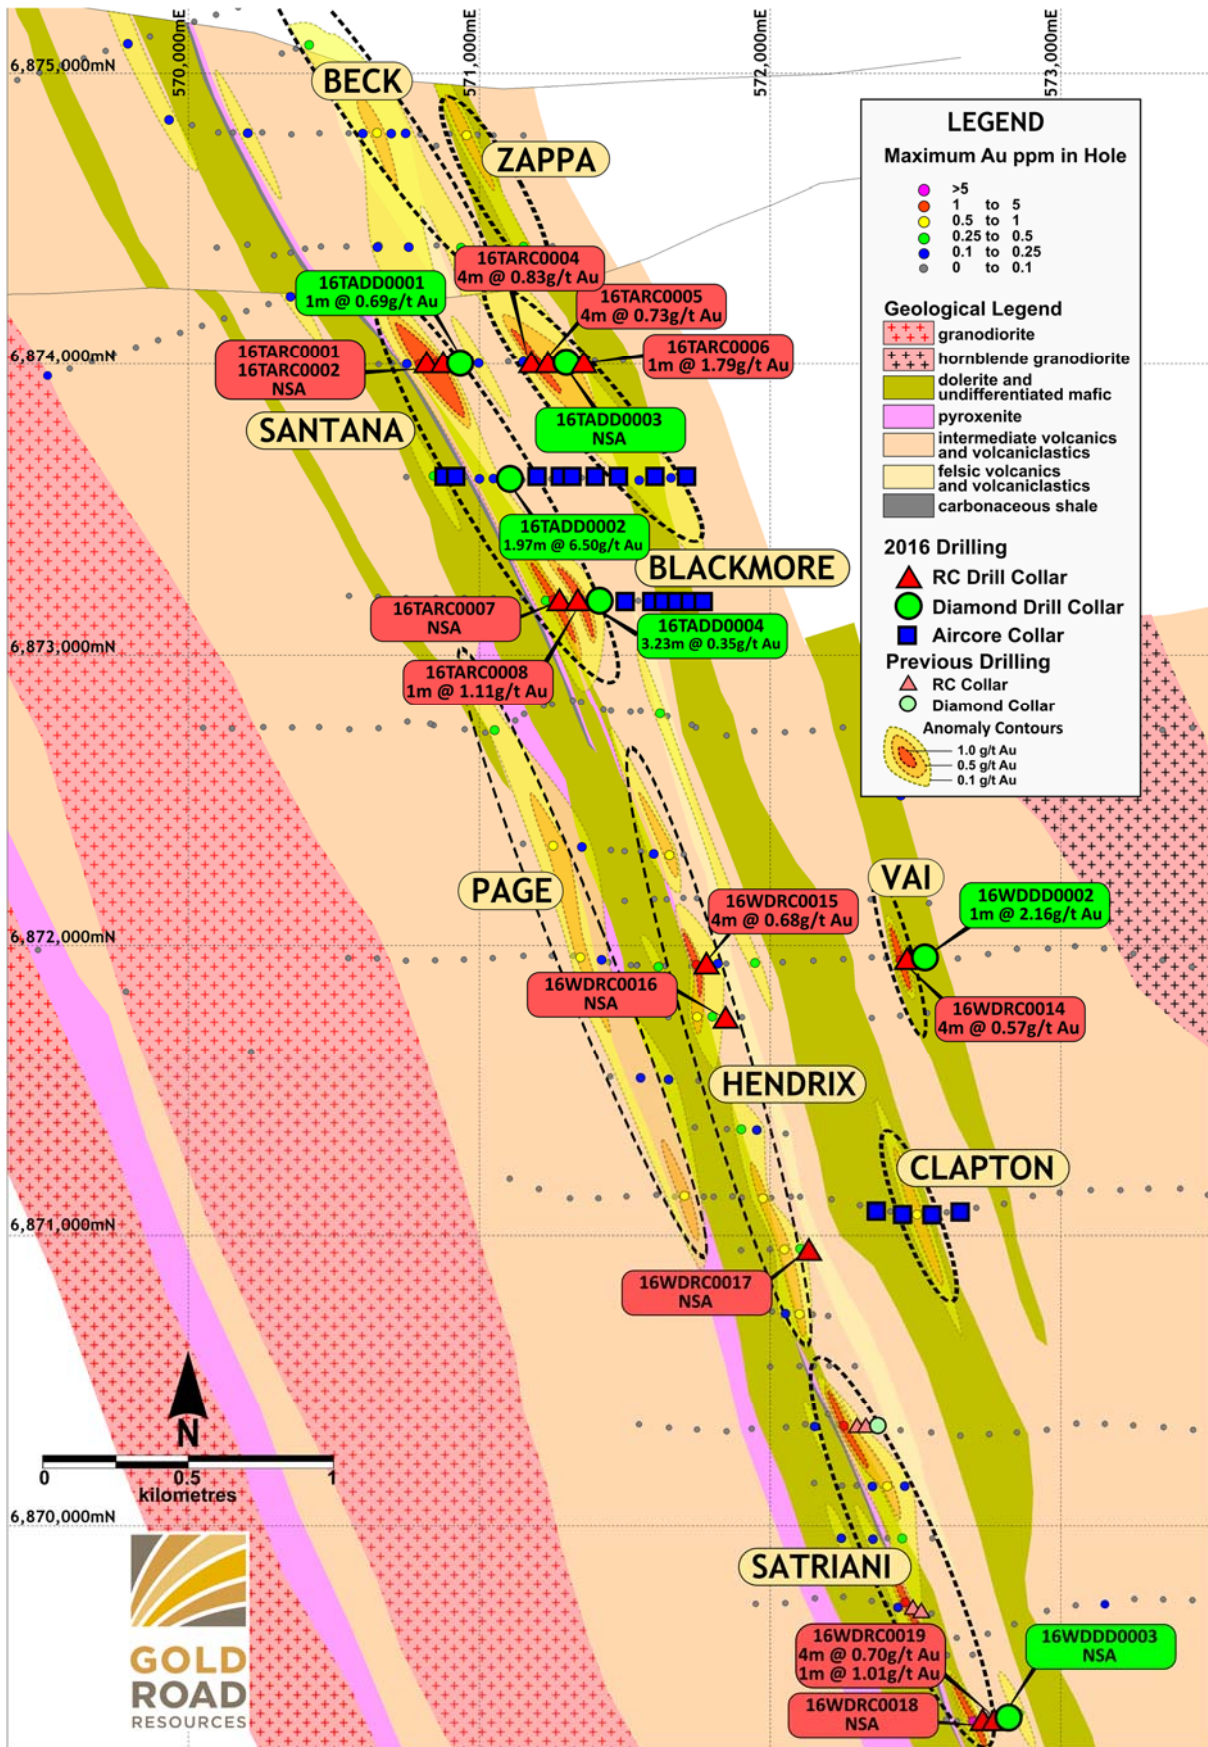 570,000mE
571,000mE
572,000mE
573,000mE
6,875,000mN
BECK
ZAPPA
LEGEND
Maximum Au ppm in Hole
>5
1 to 5
0.5 to 1
0.25 to 0.5
0.1 to 0.25
0 to 0.1
Geological Legend
granodiorite
hornblende granodiorite
dolerite and
undifferentiated mafic
pyroxenite
intermediate volcanics
and volcaniclastics
felsic volcanics
and volcaniclastics
carbonaceous shale
2016 Drilling
RC Drill Collar
Diamond Drill Collar
Aircore Collar
Previous Drilling
RC Collar
Diamond Collar
Anomaly Contours
1.0 g/t Au
0.5 g/t Au
0.1 g/t Au
16TARC0004
4m @ 0.83g/t Au
16TADD0001
1m @ 0.69g/t Au
16TARC0005
4m @ 0.73g/t Au
6,874,000mN
16TARC0001
16TARC0002
NSA
16TARC0006
1m @ 1.79g/t Au
16TADD0003
NSA
SANTANA
16TADD0002
1.97m @ 6.50g/t Au
BLACKMORE
16TARC0007
NSA
16TADD0004
3.23m @ 0.35g/t Au
6,873,000mN
16TARC0008
1m @ 1.11g/t Au
PAGE
VAI
16WDRC0015
4m @ 0.68g/t Au
16WDDD0002
1m @ 2.16g/t Au
6,872,000mN
16WDRC0016
NSA
16WDRC0014
4m @ 0.57g/t Au
HENDRIX
CLAPTON
6,871,000mN
16WDRC0017
NSA
N
0 0.5 1
kilometres
6,870,000mN
SATRIANI
GOLD
ROAD
RESOURCES
16WDRC0019
4m @ 0.70g/t Au
1m @ 1.01g/t Au
16WDDD0003
NSA
16WDRC0018
NSA